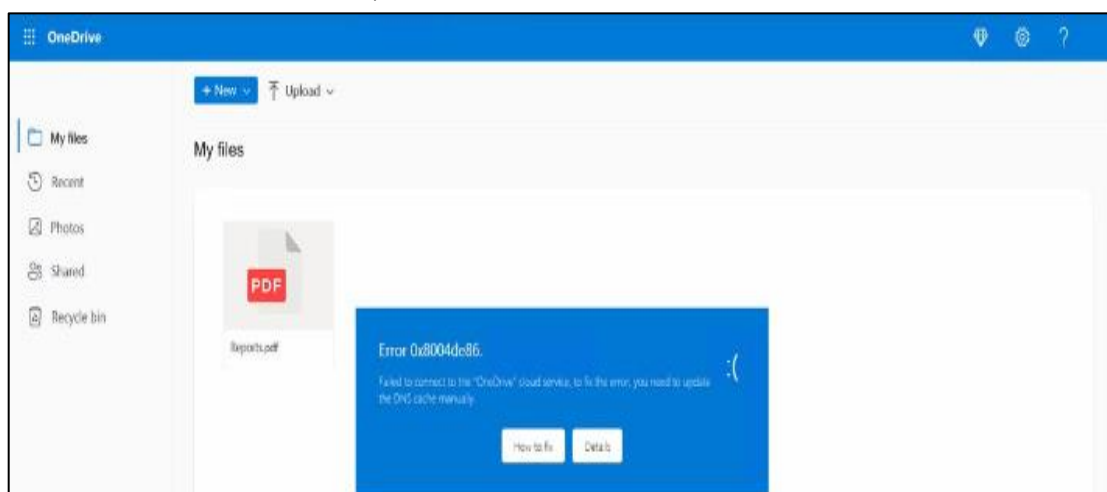 OneDrive
?
+ New
Upload
My files
My files
Recent
Photos
Shared
Recycle bin
PDF
Reports.pdf
Error 0x8004de86.
:(
Failed to connect to the "OneDrive" cloud service, to fix the error, you need to update
the DNS cache manually.
How to fix
Details